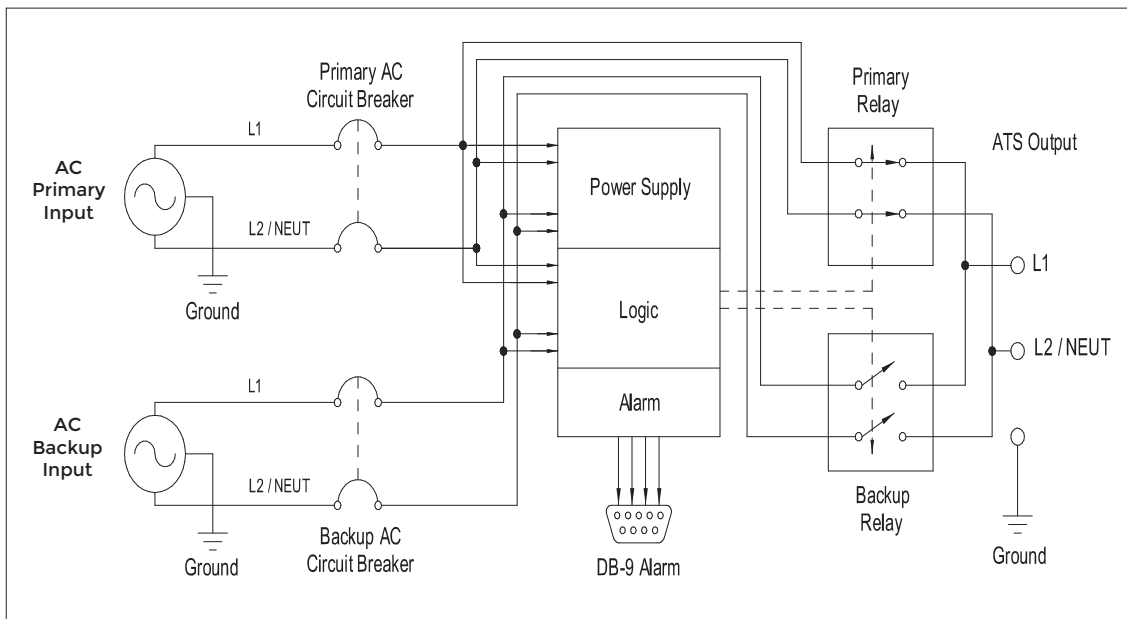 Primary AC
Circuit Breaker
L1
AC
Primary
Input
L2 / NEUT
Ground
L1
AC
Backup
Input
L2 / NEUT
Ground
Backup AC
Circuit Breaker
Power Supply
Logic
Alarm
DB-9 Alarm
Primary
Relay
ATS Output
L1
L2 / NEUT
Backup
Relay
Ground